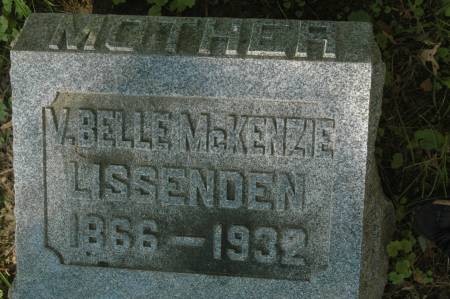 MOTHER
V. BELLE McKENZIE
LISSENDEN
1866 — 1932